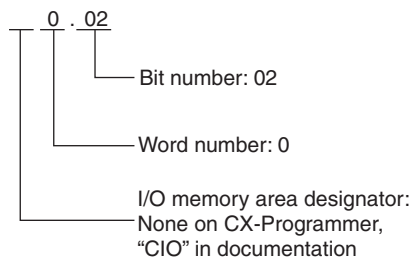 0 . 02
Bit number: 02
Word number: 0
I/O memory area designator:
None on CX-Programmer,
“CIO” in documentation